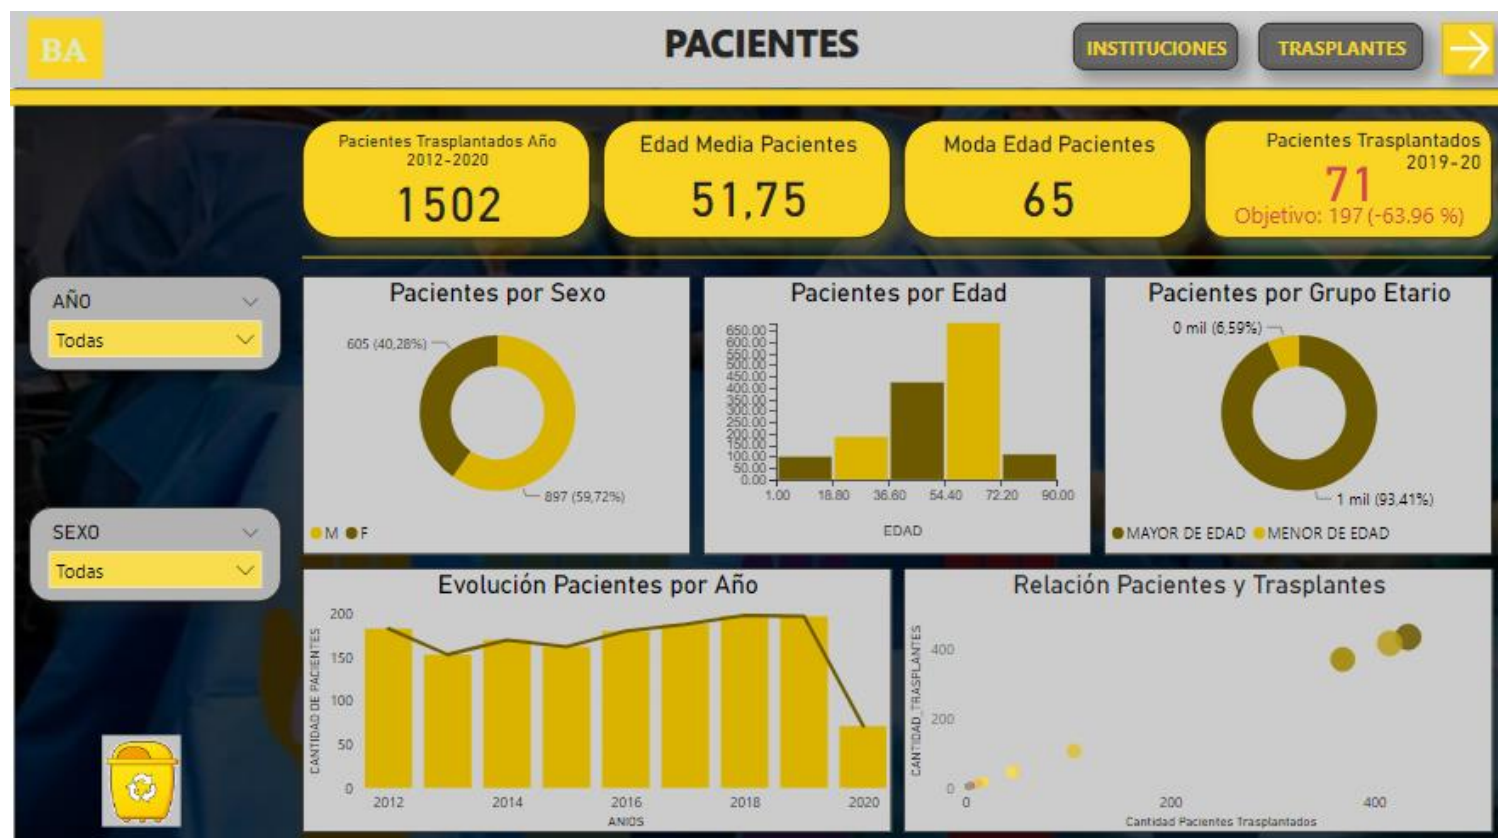 BA
PACIENTES
INSTITUCIONES
TRASPLANTES
Pacientes Trasplantados Año
2012-2020
1502
Edad Media Pacientes
51,75
Moda Edad Pacientes
65
Pacientes Trasplantados
2019-20
71
Objetivo: 197 (-63.96 %)
AÑO
Todas
SEXO
Todas
Pacientes por Sexo
605 (40,28%)
897 (59,72%)
M F
Pacientes por Edad
650.00
600.00
550.00
500.00
450.00
400.00
350.00
300.00
250.00
200.00
150.00
100.00
50.00
0.00
1.00 18.80 36.60 54.40 72.20 90.00
EDAD
Pacientes por Grupo Etario
0 mil (6,59%)
1 mil (93,41%)
MAYOR DE EDAD MENOR DE EDAD
Evolución Pacientes por Año
CANTIDAD DE PACIENTES
200
150
100
50
0
2012 2014 2016 2018 2020
ANIOS
Relación Pacientes y Trasplantes
CANTIDAD_TRASPLANTES
400
200
0
0 200 400
Cantidad Pacientes Trasplantados